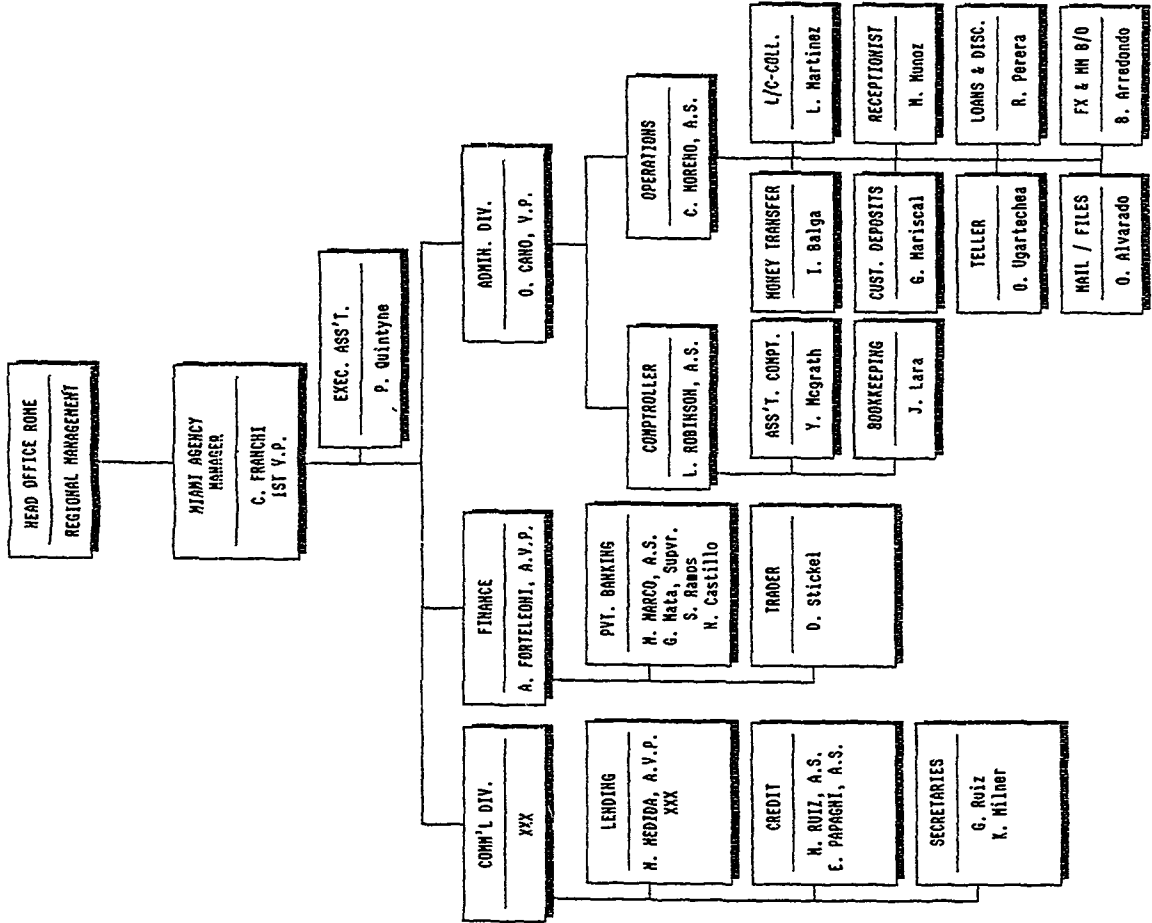 HEAD OFFICE ROME
REGIONAL MANAGEMENT
MIAMI AGENCY
MANAGER
C. FRANCHI
1ST V.P.
EXEC. ASS'T.
P. Quintyne
COMM'L DIV.
XXX
LENDING
M. MEDIDA, A.V.P.
XXX
CREDIT
M. RUIZ, A.S.
E. PAPAGNI, A.S.
SECRETARIES
G. Ruiz
K. Milner
FINANCE
A. FORTELEONI, A.V.P.
PVT. BANKING
M. MARCO, A.S.
G. Mata, Supvr.
S. Ramos
N. Castillo
TRADER
D. Stickel
ADMIN. DIV.
O. CANO, V.P.
COMPTROLLER
L. ROBINSON, A.S.
ASS'T. COMPT.
Y. Mcgrath
BOOKKEEPING
J. Lara
OPERATIONS
C. MORENO, A.S.
MONEY TRANSFER
I. Balga
L/C-COLL.
L. Martinez
CUST. DEPOSITS
G. Mariscal
RECEPTIONIST
M. Munoz
TELLER
O. Ugartechea
LOANS & DISC.
R. Perera
MAIL / FILES
O. Alvarado
FX & MM B/O
B. Arredondo